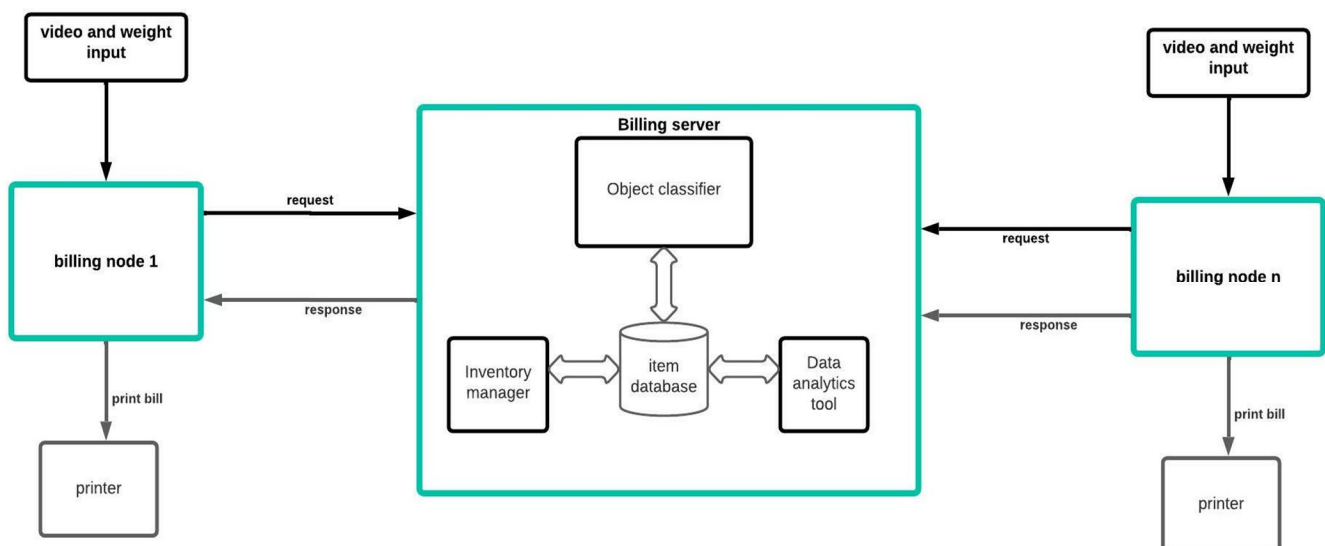 video and weight
input
video and weight
input
Billing server
Object classifier
request
billing node 1
request
billing node n
response
response
Inventory
manager
item
database
Data
analytics
tool
print bill
print bill
printer
printer